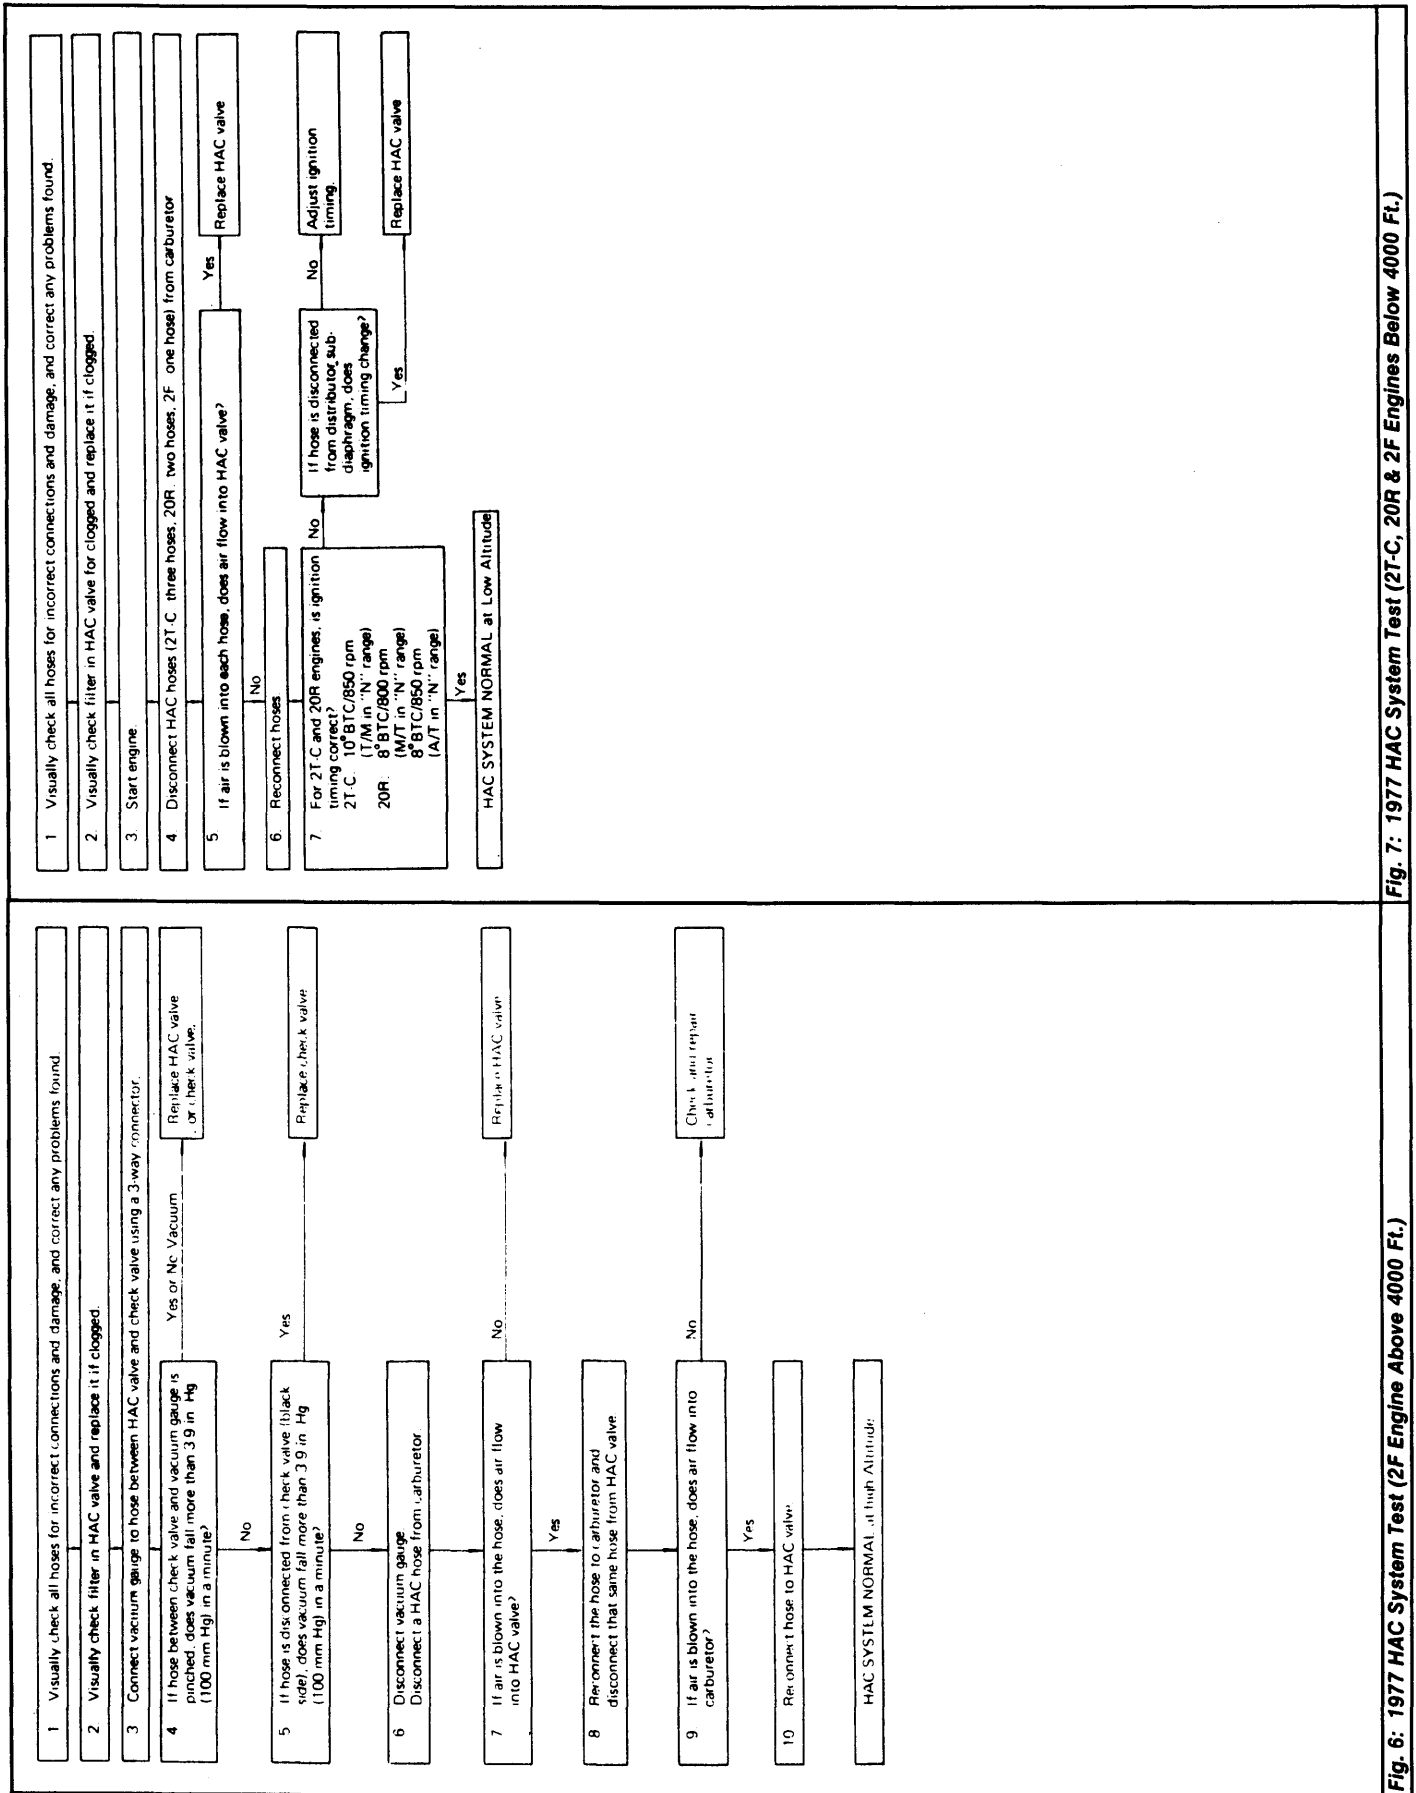 1 Visually check all hoses for incorrect connections and damage, and correct any problems found.
2 Visually check filter in HAC valve and replace it if clogged.
3 Connect vacuum gauge to hose between HAC valve and check valve using a 3-way connector.
4 If hose between check valve and vacuum gauge is
pinched, does vacuum fall more than 3 9 in Hg
(100 mm Hg) in a minute?
Yes or No Vacuum
Replace HAC valve
or check valve.
No
5 If hose is disconnected from check valve (black
side), does vacuum fall more than 3 9 in Hg
(100 mm Hg) in a minute?
Yes
Replace check valve
No
6 Disconnect vacuum gauge
Disconnect a HAC hose from carburetor
7 If air is blown into the hose, does air flow
into HAC valve?
No
Replace HAC valve
Yes
8 Reconnect the hose to carburetor and
disconnect that same hose from HAC valve.
9 If air is blown into the hose, does air flow into
carburetor?
No
Check and repair
carburetor
Yes
10 Reconnect hose to HAC valve
HAC SYSTEM NORMAL at high Altitude
Fig. 6: 1977 HAC System Test (2F Engine Above 4000 Ft.)
1 Visually check all hoses for incorrect connections and damage, and correct any problems found.
2. Visually check filter in HAC valve for clogged and replace it if clogged.
3. Start engine.
4 Disconnect HAC hoses (2T-C three hoses, 20R. two hoses, 2F one hose) from carburetor
5 If air is blown into each hose, does air flow into HAC valve?
Yes
Replace HAC valve
No
6. Reconnect hoses
7 For 2T-C and 20R engines, is ignition
timing correct?
2T-C. 10°BTC/850 rpm
(T/M in "N" range)
20R. 8°BTC/800 rpm
(M/T in "N" range)
8°BTC/850 rpm
(A/T in "N" range)
No
If hose is disconnected
from distributor sub-
diaphragm, does
ignition timing change?
No
Adjust ignition
timing.
Yes
Replace HAC valve
Yes
HAC SYSTEM NORMAL at Low Altitude
Fig. 7: 1977 HAC System Test (2T-C, 20R & 2F Engines Below 4000 Ft.)